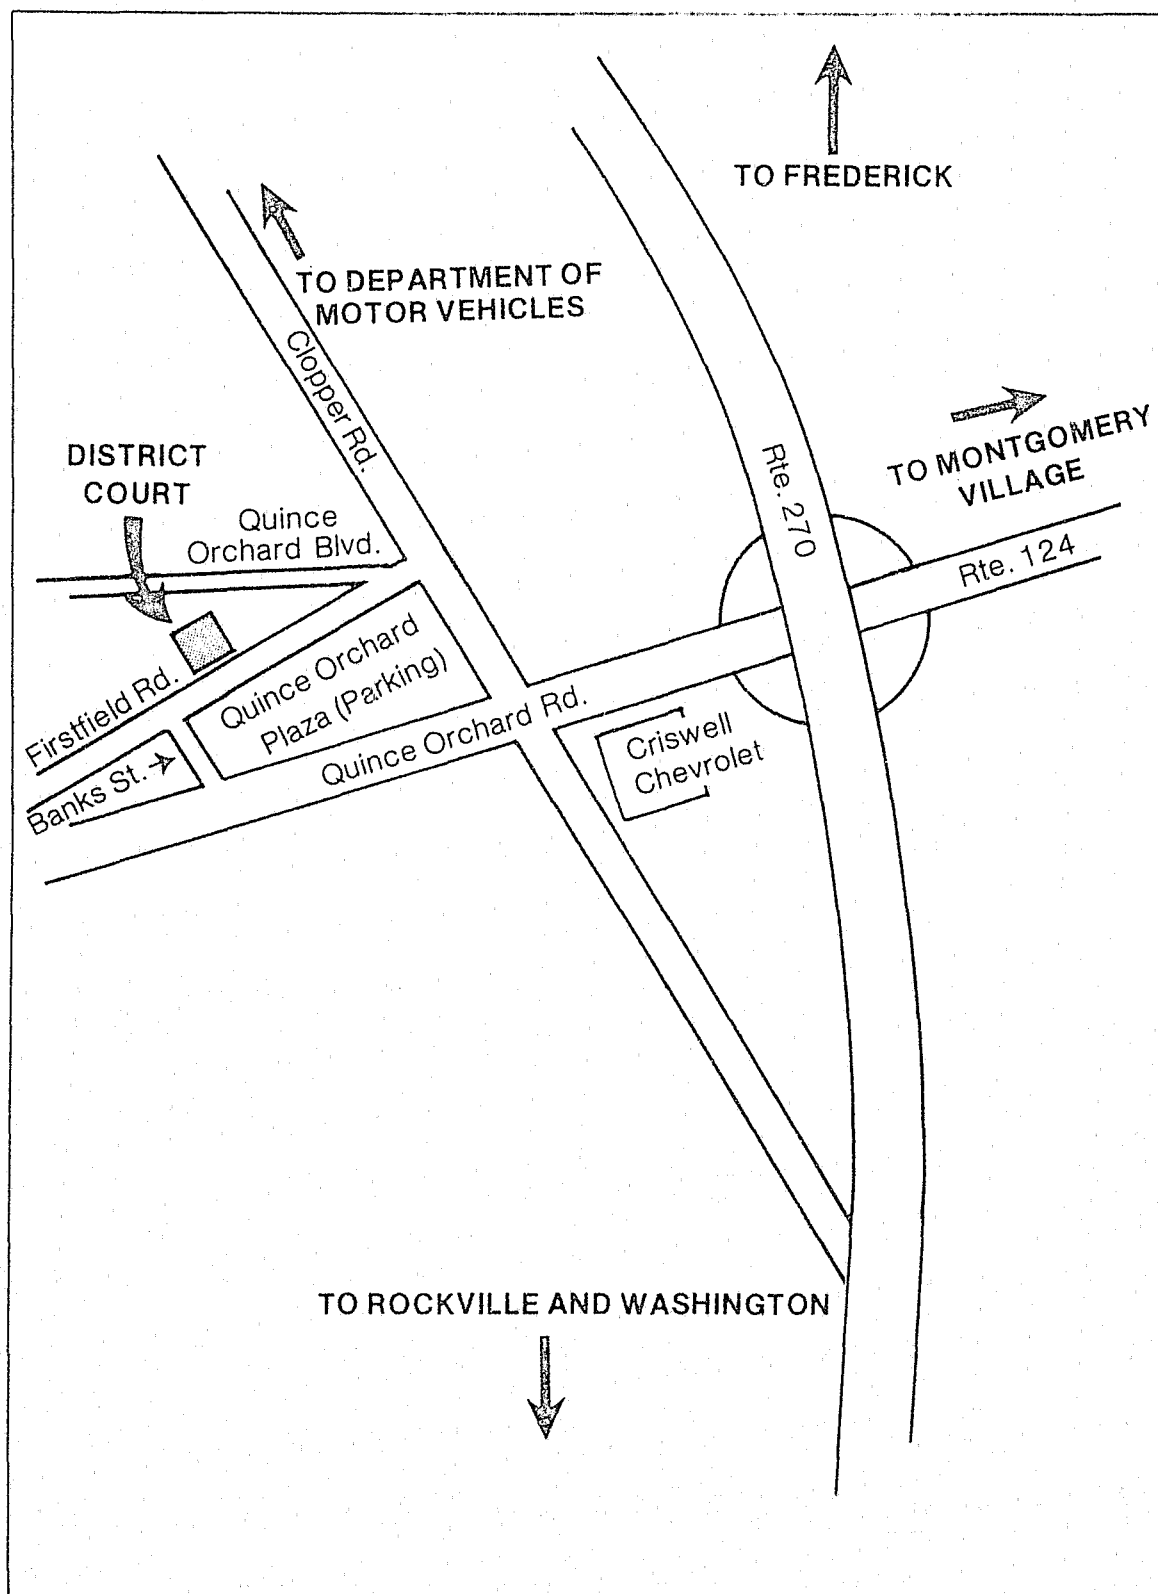 TO FREDERICK
TO DEPARTMENT OF
MOTOR VEHICLES
Clopper Rd.
TO MONTGOMERY
VILLAGE
DISTRICT
COURT
Rte. 270
Quince
Orchard Blvd.
Rte. 124
Quince Orchard
Plaza (Parking)
Firstfield Rd.
Quince Orchard Rd.
Criswell
Chevrolet
Banks St.
TO ROCKVILLE AND WASHINGTON